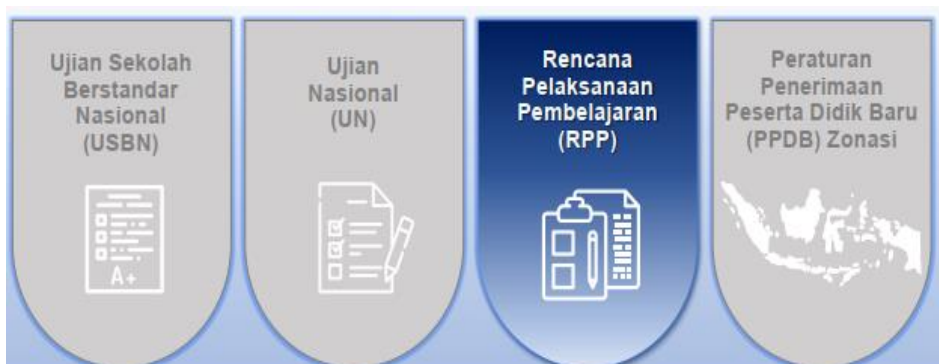 Ujian Sekolah
Berstandar
Nasional
(USBN)
A+
Ujian
Nasional
(UN)
Rencana
Pelaksanaan
Pembelajaran
(RPP)
Peraturan
Penerimaan
Peserta Didik Baru
(PPDB) Zonasi